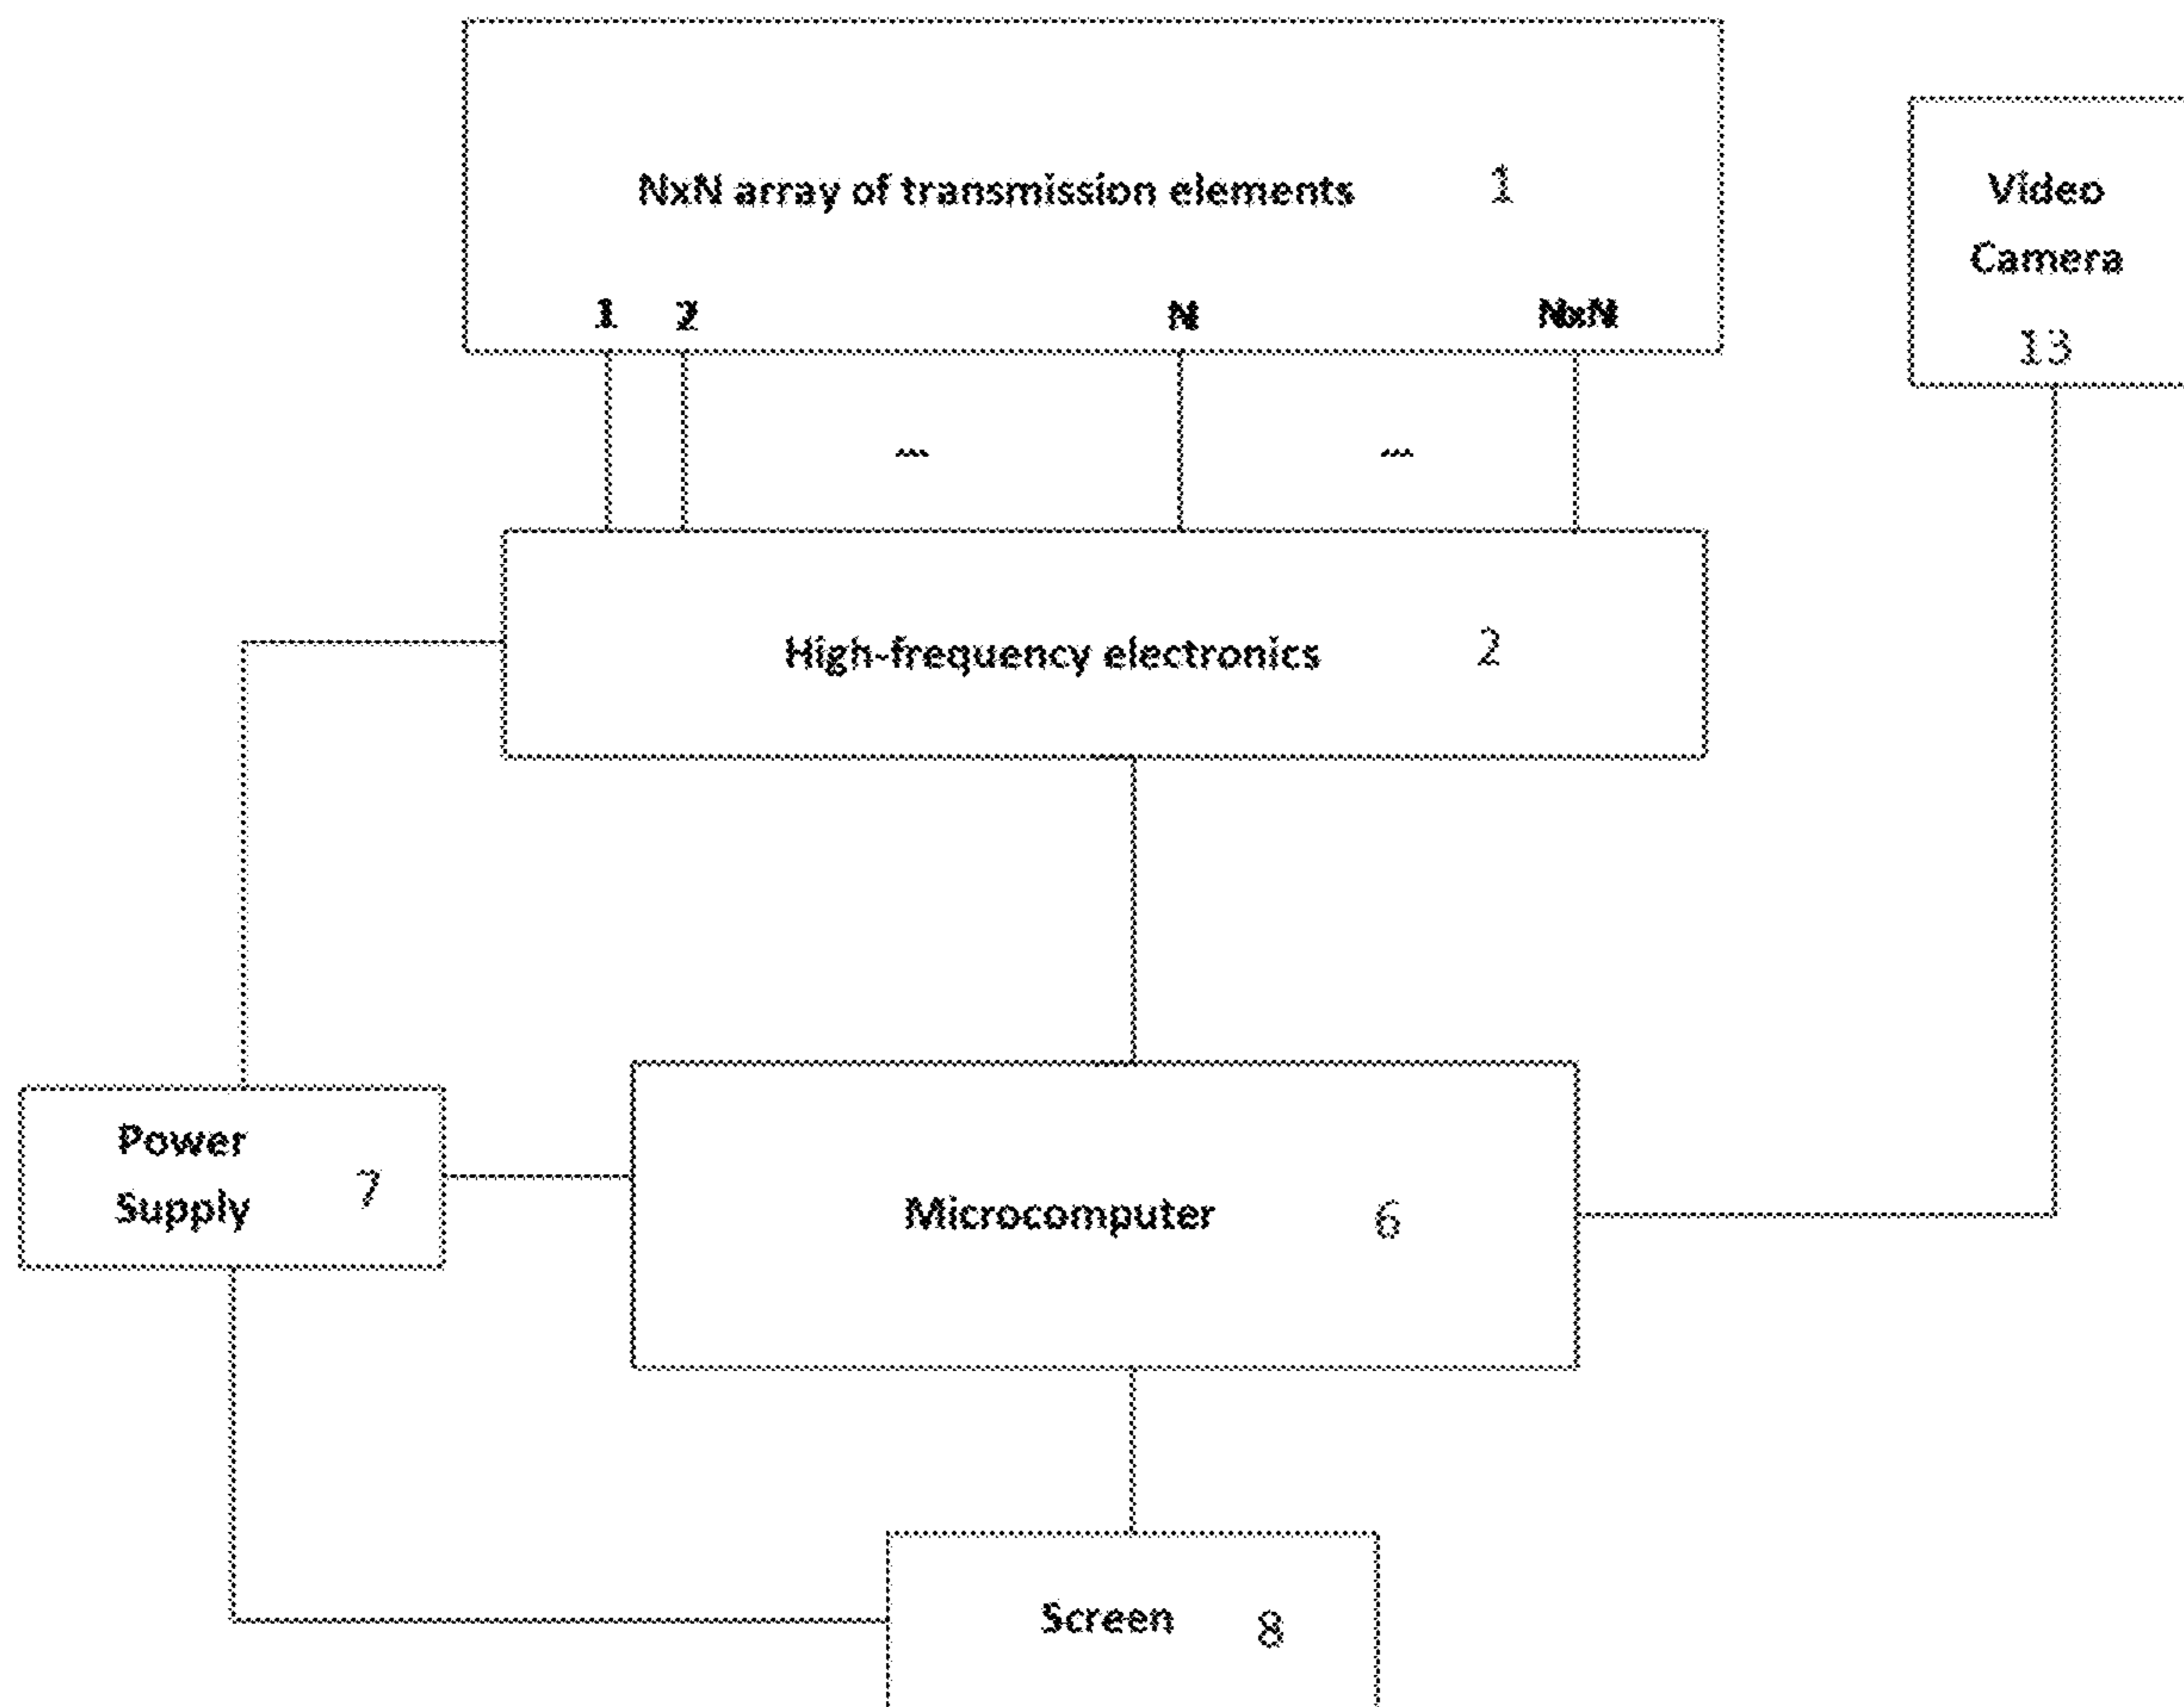 NxN array of transmission elements 1
1 2 N NxN
Video
Camera
13
...
...
High-frequency electronics 2
Power
Supply
7
Microcomputer 6
Screen 8